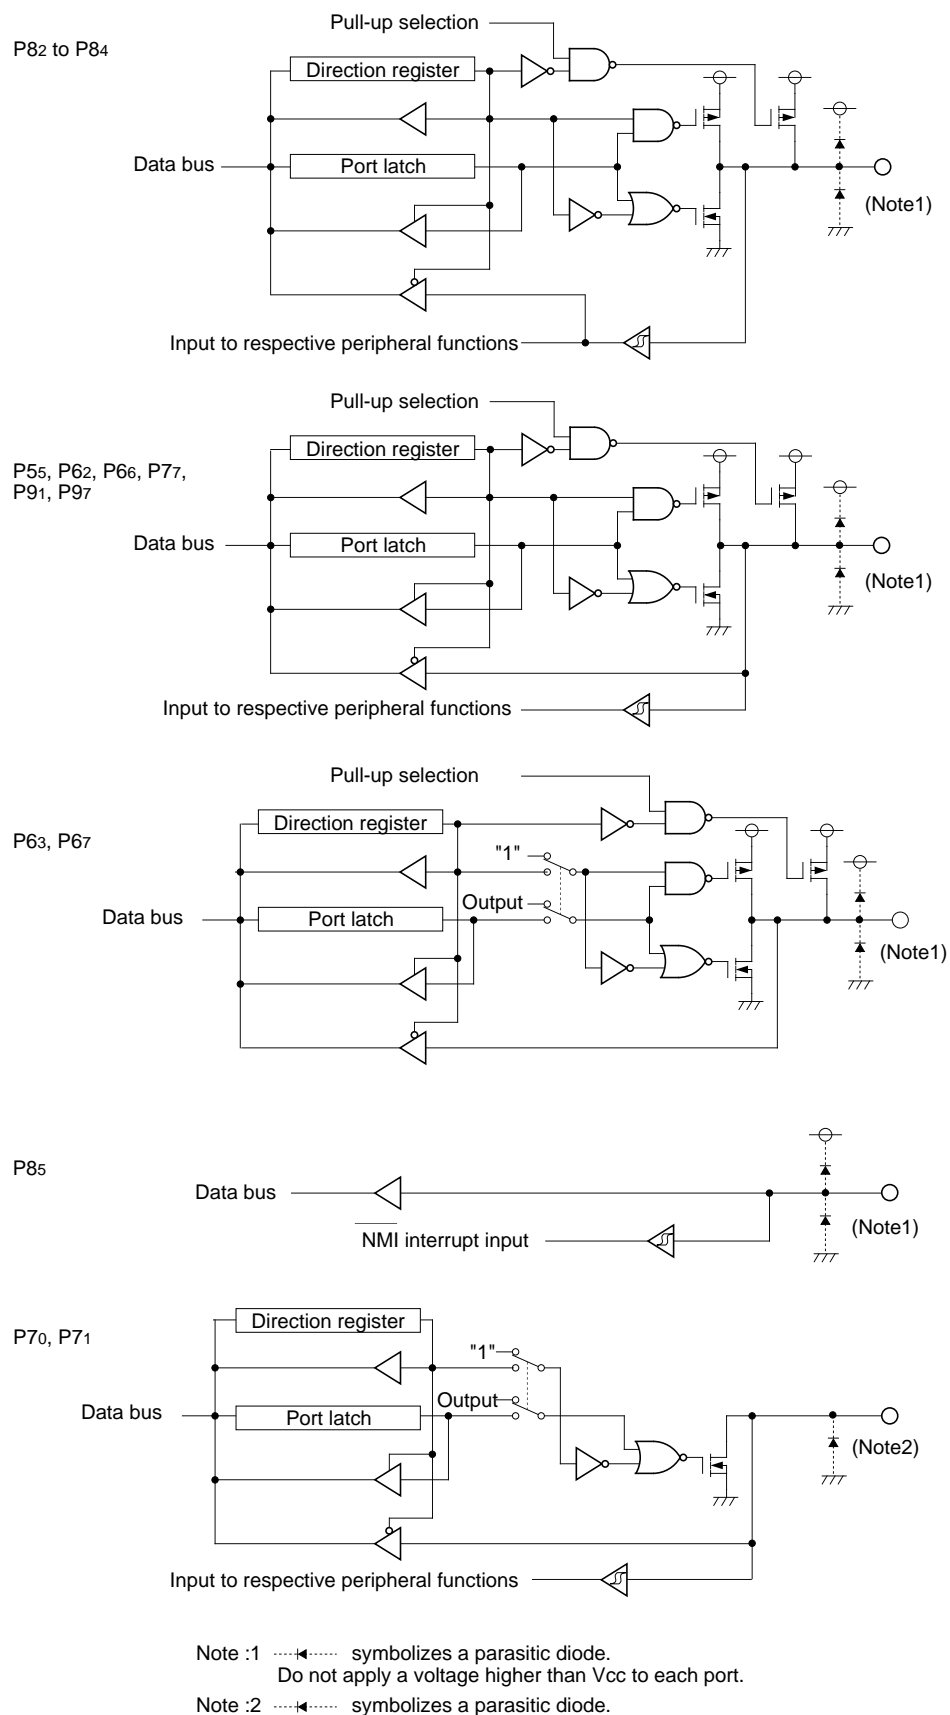 Pull-up selection
P82 to P84
Direction register
Data bus
Port latch
(Note1)
Input to respective peripheral functions
Pull-up selection
Direction register
P55, P62, P66, P77,
P91, P97
Data bus
Port latch
(Note1)
Input to respective peripheral functions
Pull-up selection
P63, P67
Direction register
"1"
Output
Data bus
Port latch
(Note1)
P85
Data bus
(Note1)
NMI interrupt input
Direction register
P70, P71
"1"
Output
Data bus
Port latch
(Note2)
Input to respective peripheral functions
Note :1 symbolizes a parasitic diode.
Do not apply a voltage higher than Vcc to each port.
Note :2 symbolizes a parasitic diode.